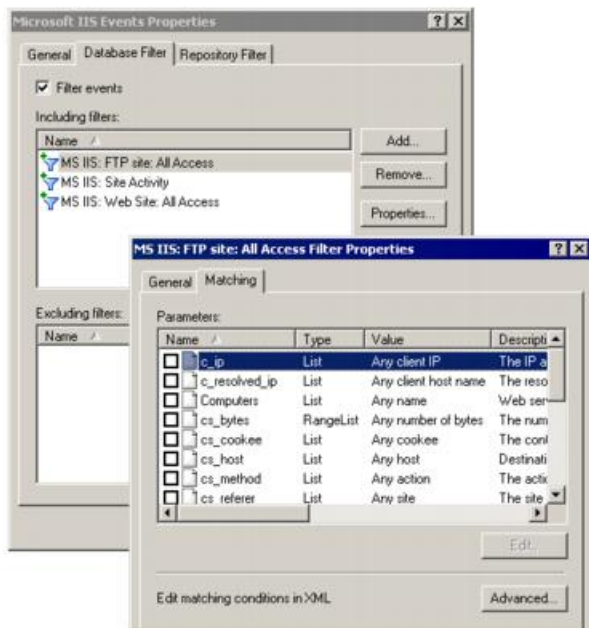 Microsoft IIS Events Properties
General Database Filter Repository Filter
Filter events
Including filters:
Name
Add...
MS IIS: FTP site: All Access
MS IIS: Site Activity
Remove...
MS IIS: Web Site: All Access
Properties...
MS IIS: FTP site: All Access Filter Properties
General Matching
Excluding filters:
Name
Parameters:
Name Type Value Descripti
c_ip List Any client IP The IP a
c_resolved_ip List Any client host name The reso
Computers List Any name Web serv
cs_bytes RangeList Any number of bytes The num
cs_cookee List Any cookee The cont
cs_host List Any host Destinati
cs_method List Any action The actic
cs_referer List Any site The site
Edit...
Edit matching conditions in XML Advanced...